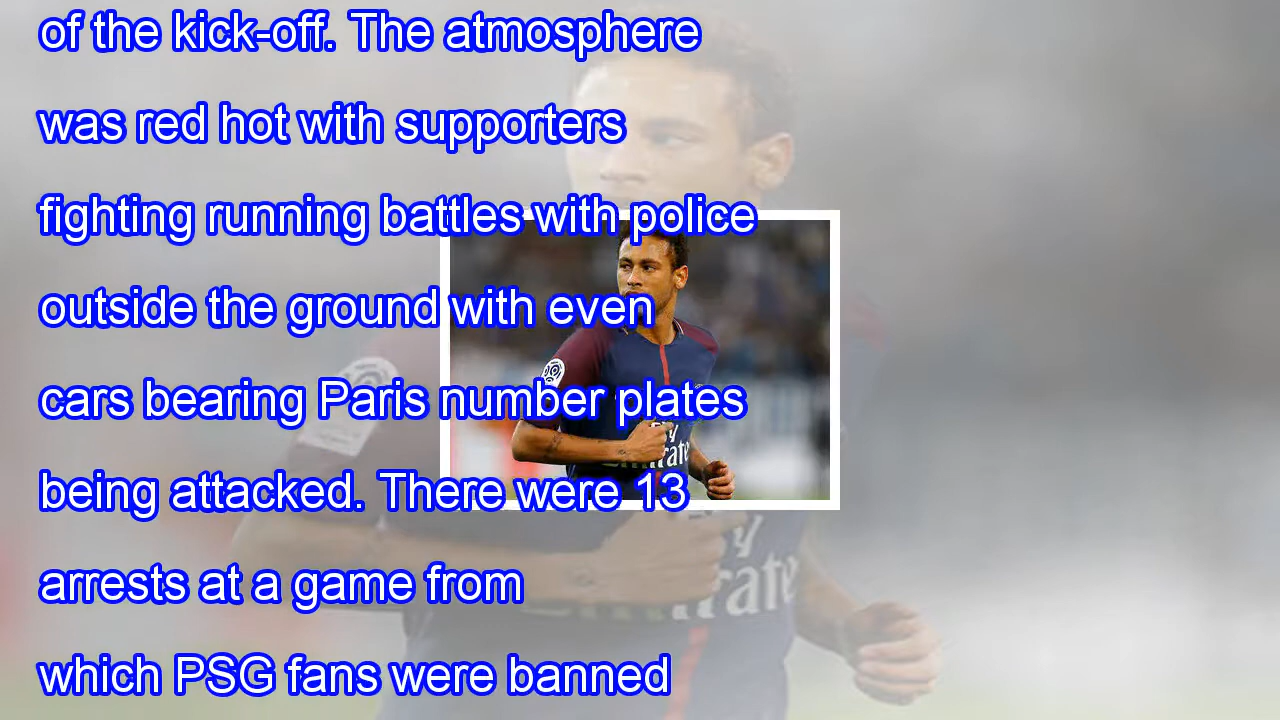 of the kick-off. The atmosphere
was red hot with supporters
fighting running battles with police
outside the ground with even
cars bearing Paris number plates
being attacked. There were 13
arrests at a game from
which PSG fans were banned